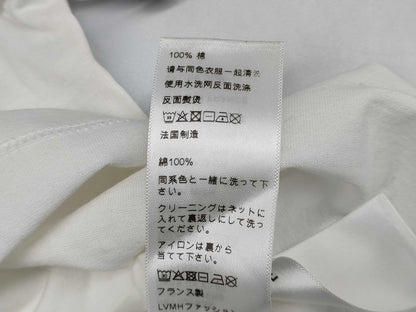 100% 棉
请与同色衣服一起清洗
使用水洗网反面洗涤
反面熨烫
法国制造
綿100%
同系色と一緒に洗って下
さい。
クリーニングはネットに
入れて裏返しにして洗っ
てください。
アイロンは裏から
当てて下さい。
フランス製
LVMHファッション